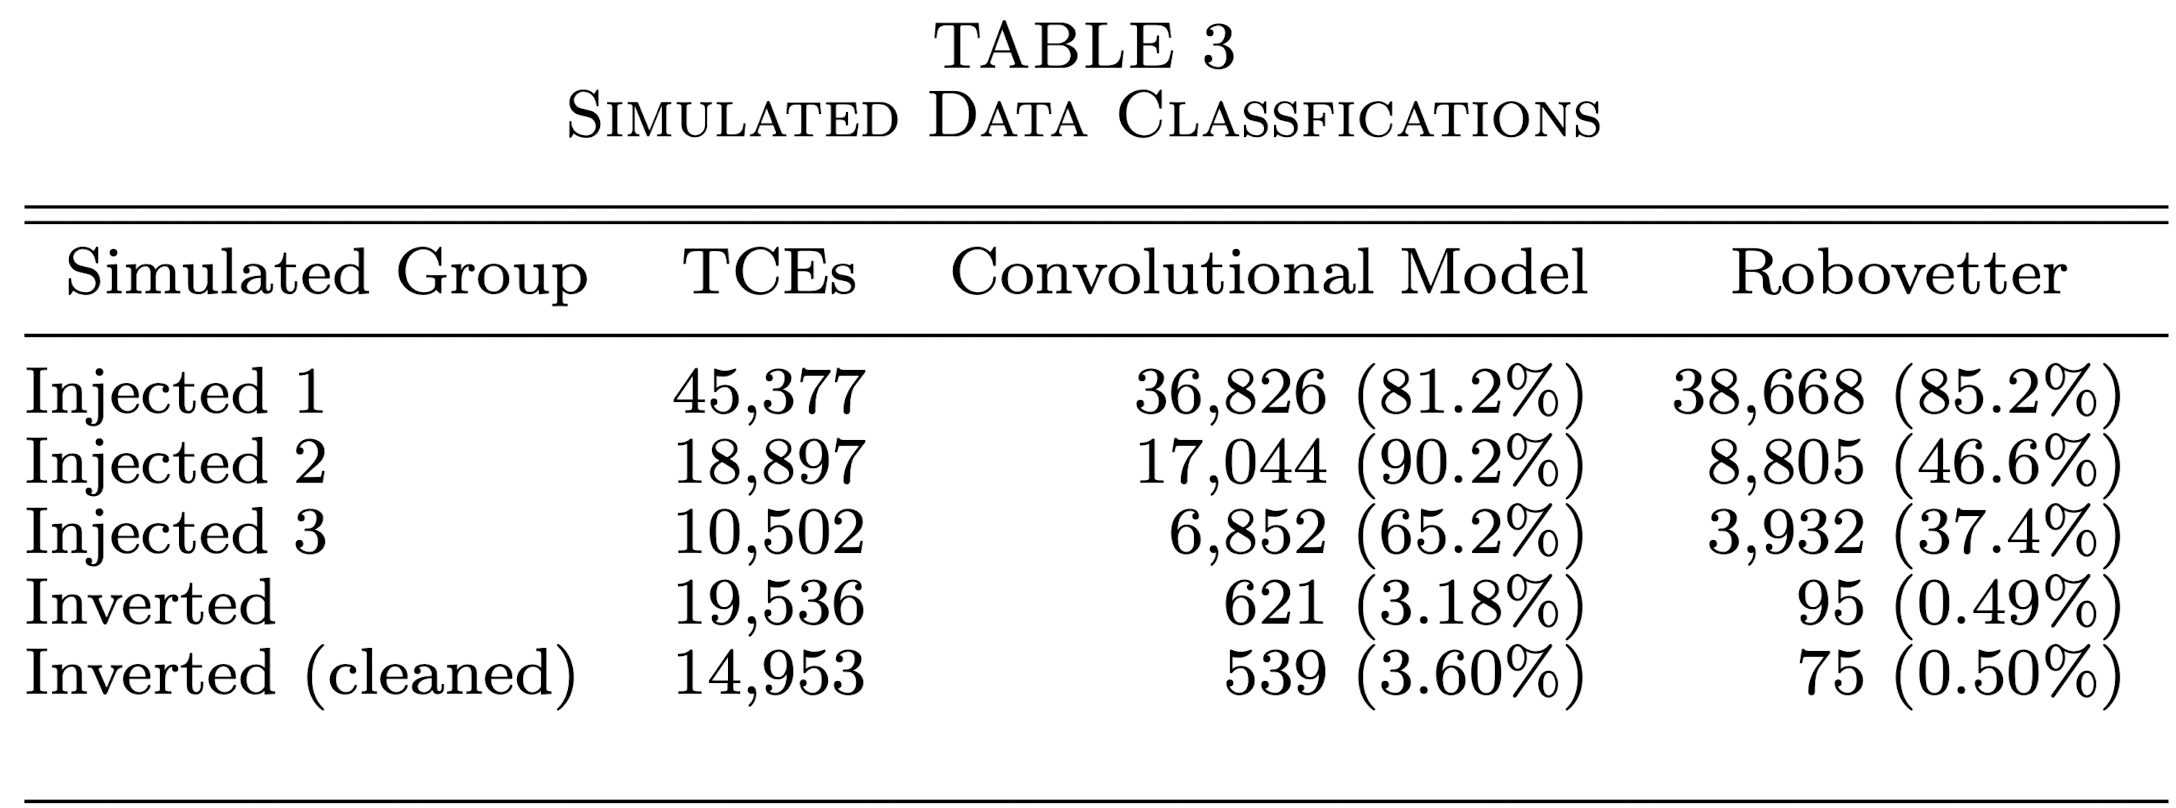 TABLE 3
Simulated Data Classfications
Simulated Group TCEs Convolutional Model Robovetter
Injected 1 45,377 36,826 (81.2%) 38,668 (85.2%)
Injected 2 18,897 17,044 (90.2%) 8,805 (46.6%)
Injected 3 10,502 6,852 (65.2%) 3,932 (37.4%)
Inverted 19,536 621 (3.18%) 95 (0.49%)
Inverted (cleaned) 14,953 539 (3.60%) 75 (0.50%)